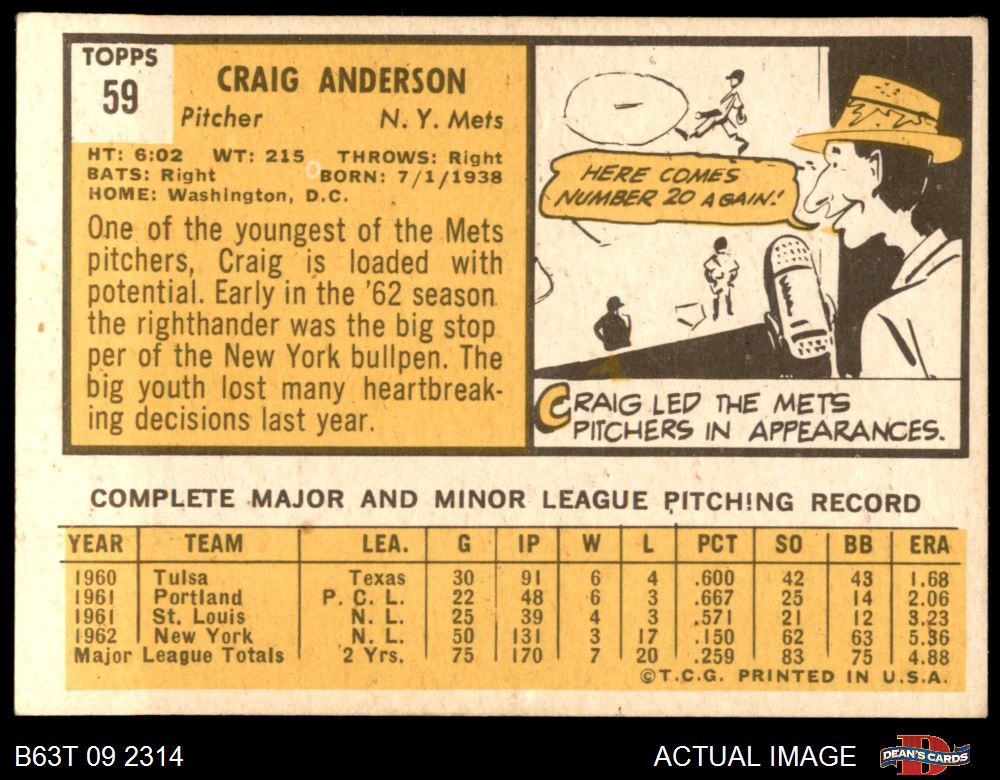 TOPPS
59
CRAIG ANDERSON
Pitcher N. Y. Mets
HT: 6:02 WT: 215 THROWS: Right
BATS: Right BORN: 7/1/1938
HOME: Washington, D.C.
One of the youngest of the Mets
pitchers, Craig is loaded with
potential. Early in the '62 season
the righthander was the big stop
per of the New York bullpen. The
big youth lost many heartbreak-
ing decisions last year.
HERE COMES
NUMBER 20 AGAIN!
CRAIG LED THE METS
PITCHERS IN APPEARANCES.
COMPLETE MAJOR AND MINOR LEAGUE PITCHING RECORD
YEAR TEAM LEA. G IP W L PCT SO BB ERA
1960 Tulsa Texas 30 91 6 4 .600 42 43 1.68
1961 Portland P. C. L. 22 48 6 3 .667 25 14 2.06
1961 St. Louis N. L. 25 39 4 3 .571 21 12 3.23
1962 New York N. L. 50 131 3 17 .150 62 63 5.36
Major League Totals 2 Yrs. 75 170 7 20 .259 83 75 4.88
©T.C.G. PRINTED IN U.S.A.
B63T 09 2314 ACTUAL IMAGE DEAN'S CARDS